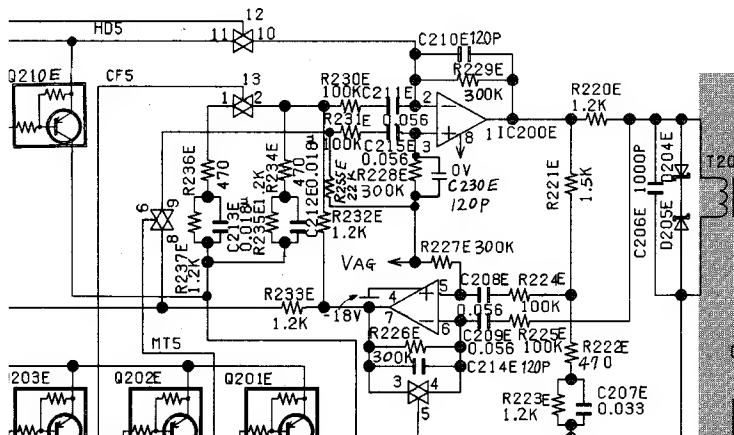 12
HD5
11
10
C210E 120P
Q210E
CF5
13
R229E
300K
R230E
100K
C211E
0.056
R220E
1.2K
1
2
2
R231E
100K
C215E
0.056
3
8
1 IC200E
0V
R236E
470
R234E
470
R228E
300K
C230E
120P
R221E
1.5K
C206E
1000P
D204E
D205E
T20
6
9
8
R237E
1.2K
C213E
R235E
1.2K
C212E
0.018μ
R232E
1.2K
R227E 300K
VAG
C208E
0.056
R224E
100K
R233E
1.2K
-18V
4
7
5
6
C209E
0.056
R225E
100K
R226E
300K
R222E
470
MT5
C214E 120P
3
4
5
R223E
1.2K
C207E
0.033
Q202E
Q201E